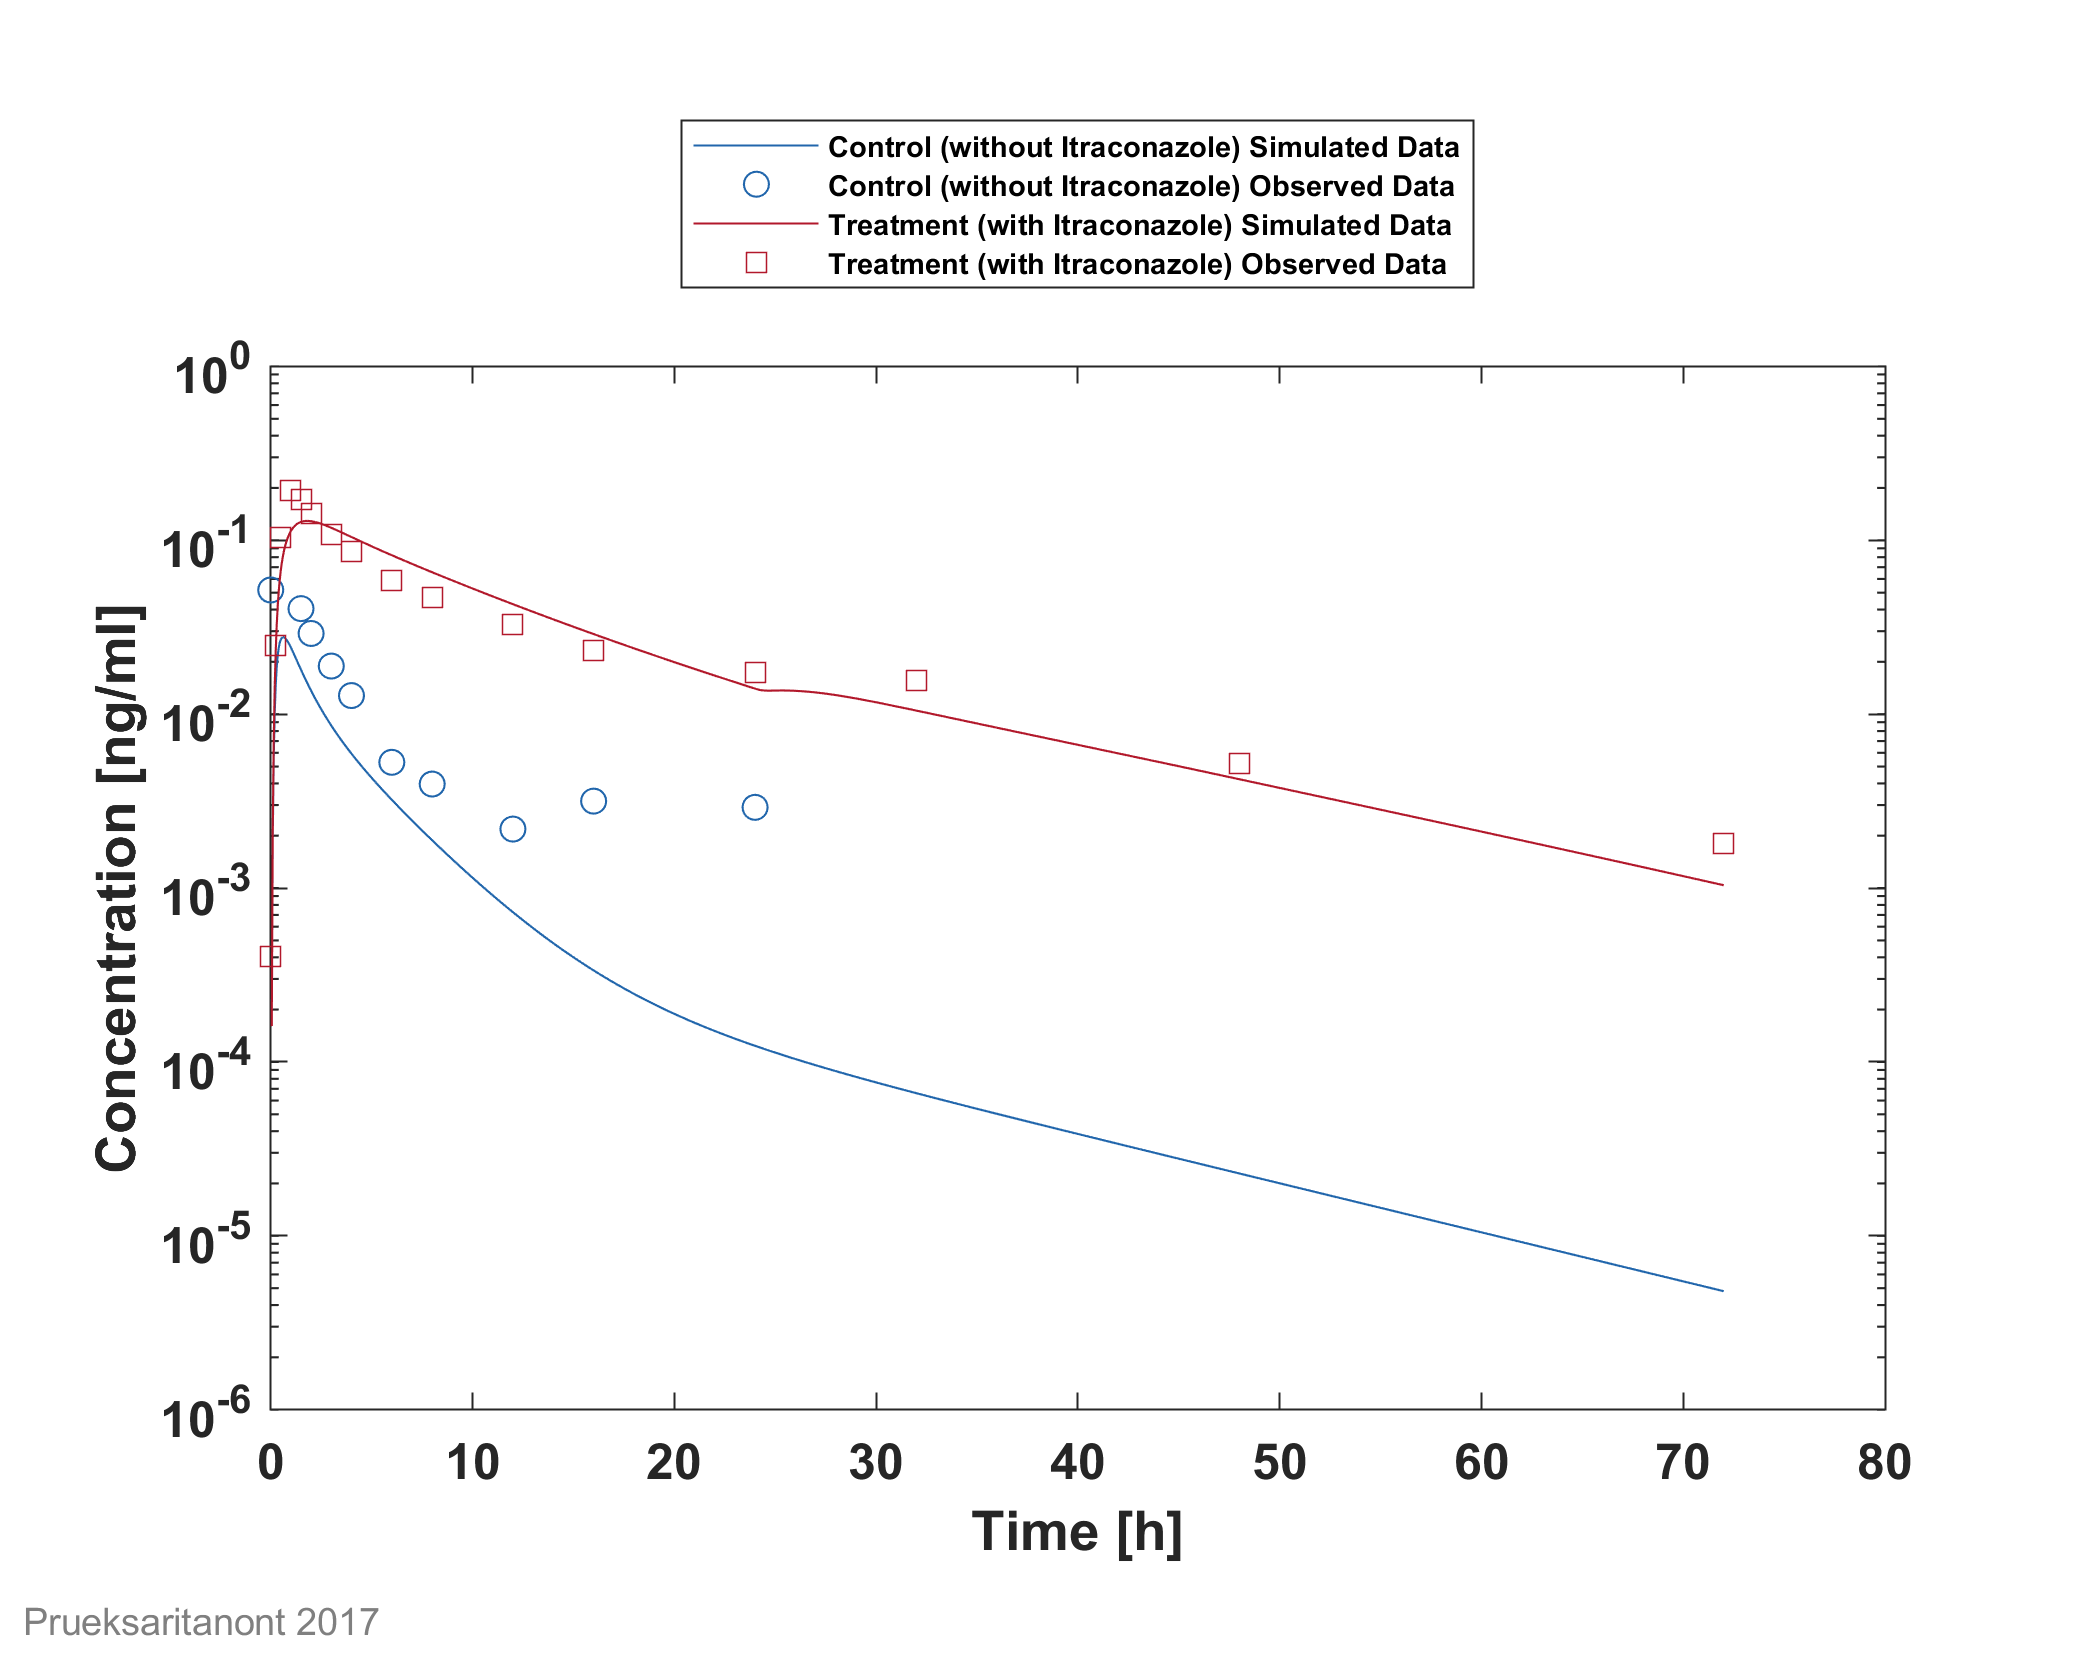 Control (without Itraconazole) Simulated Data
Control (without Itraconazole) Observed Data
Treatment (with Itraconazole) Simulated Data
Treatment (with Itraconazole) Observed Data
10^0
10^-1
10^-2
10^-3
10^-4
10^-5
10^-6
Concentration [ng/ml]
0 10 20 30 40 50 60 70 80
Time [h]
Prueksaritanont 2017